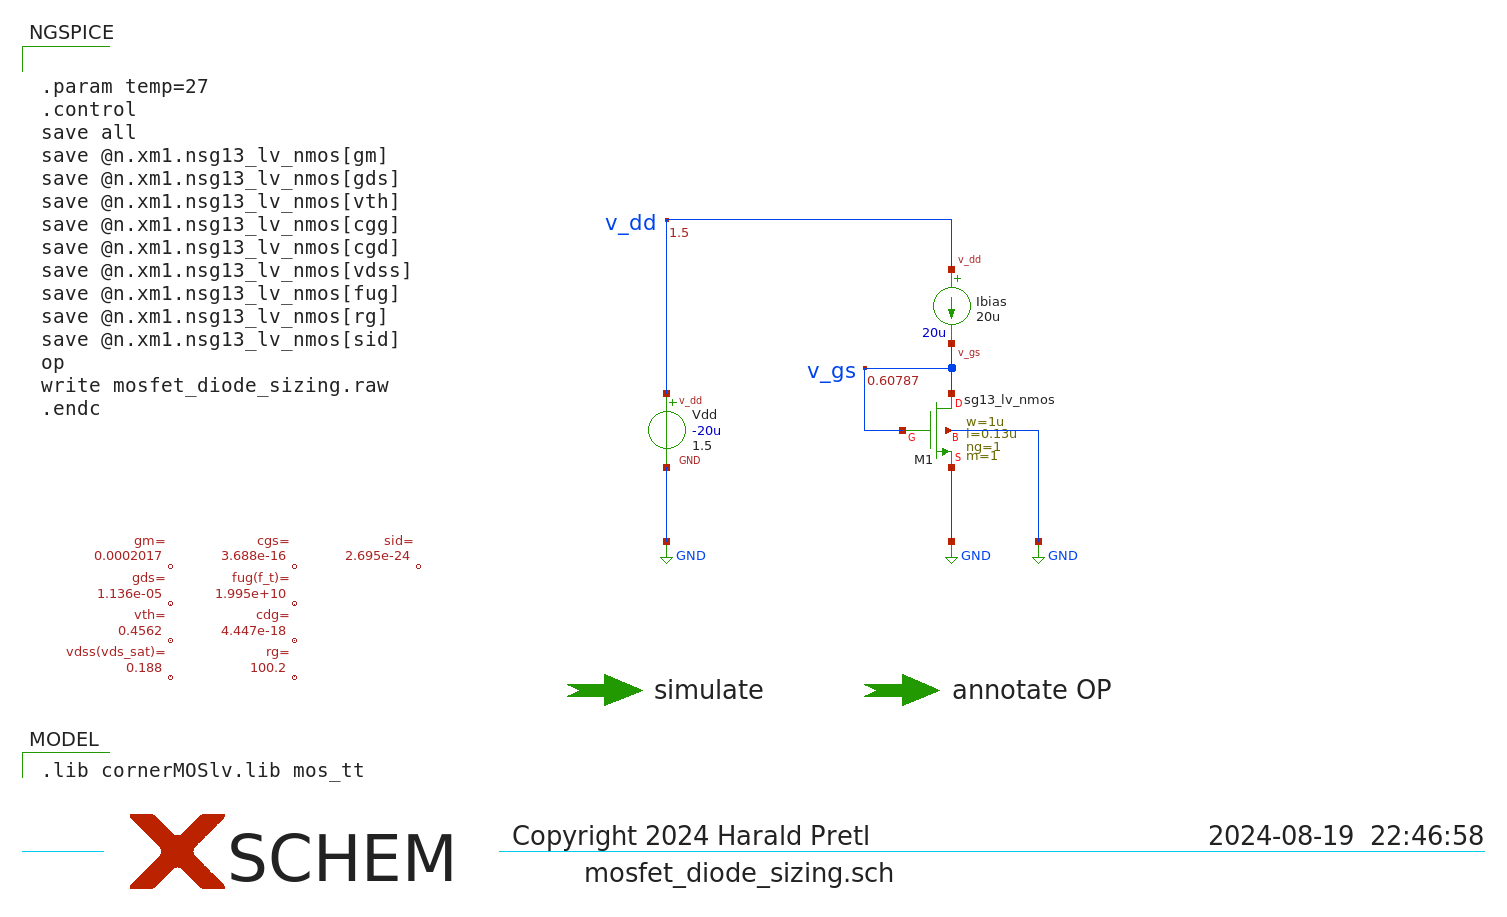 NGSPICE
.param temp=27
.control
save all
save @n.xm1.nsg13_lv_nmos[gm]
save @n.xm1.nsg13_lv_nmos[gds]
save @n.xm1.nsg13_lv_nmos[vth]
save @n.xm1.nsg13_lv_nmos[cgg]
save @n.xm1.nsg13_lv_nmos[cgd]
save @n.xm1.nsg13_lv_nmos[vdss]
save @n.xm1.nsg13_lv_nmos[fug]
save @n.xm1.nsg13_lv_nmos[rg]
save @n.xm1.nsg13_lv_nmos[sid]
op
write mosfet_diode_sizing.raw
.endc
v_dd
1.5
v_dd
+
Ibias
20u
20u
v_gs
v_gs
0.60787
D
sg13_lv_nmos
w=1u
l=0.13u
ng=1
m=1
G
B
S
M1
+
v_dd
Vdd
-20u
1.5
GND
GND
GND
GND
gm=
0.0002017
cgs=
3.688e-16
sid=
2.695e-24
gds=
1.136e-05
fug(f_t)=
1.995e+10
vth=
0.4562
cdg=
4.447e-18
vdss(vds_sat)=
0.188
rg=
100.2
simulate
annotate OP
MODEL
.lib cornerMOSlv.lib mos_tt
XSCHEM
Copyright 2024 Harald Pretl
2024-08-19 22:46:58
mosfet_diode_sizing.sch